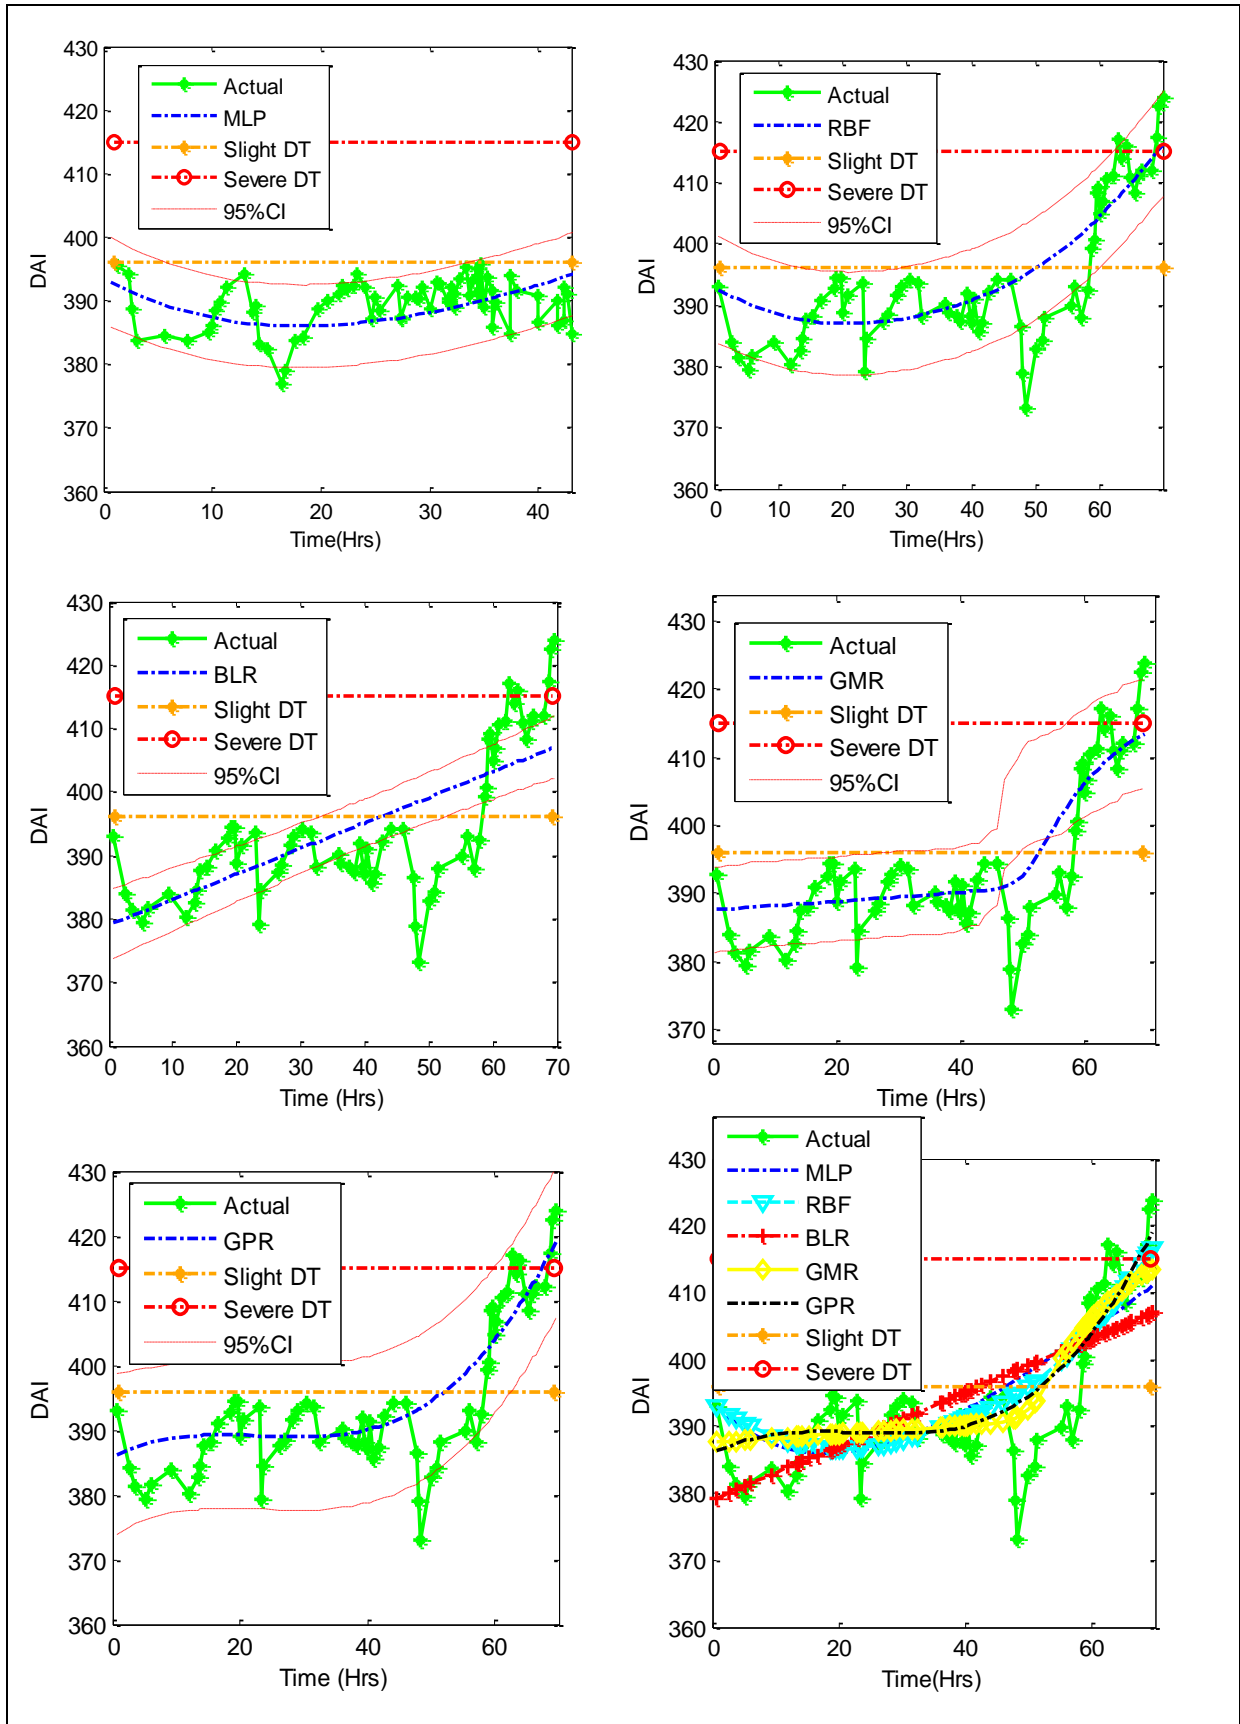 430
420
410
400
390
380
370
360
DAI
Actual
MLP
Slight DT
Severe DT
95%CI
0 10 20 30 40
Time(Hrs)
430
420
410
400
390
380
370
360
DAI
Actual
RBF
Slight DT
Severe DT
95%CI
0 10 20 30 40 50 60
Time(Hrs)
430
420
410
400
390
380
370
360
DAI
Actual
BLR
Slight DT
Severe DT
95%CI
0 10 20 30 40 50 60 70
Time (Hrs)
430
420
410
400
390
380
370
DAI
Actual
GMR
Slight DT
Severe DT
95%CI
0 20 40 60
Time (Hrs)
430
420
410
400
390
380
370
360
DAI
Actual
GPR
Slight DT
Severe DT
95%CI
0 20 40 60
Time (Hrs)
430
420
410
400
390
380
370
360
DAI
Actual
MLP
RBF
BLR
GMR
GPR
Slight DT
Severe DT
0 20 40 60
Time(Hrs)